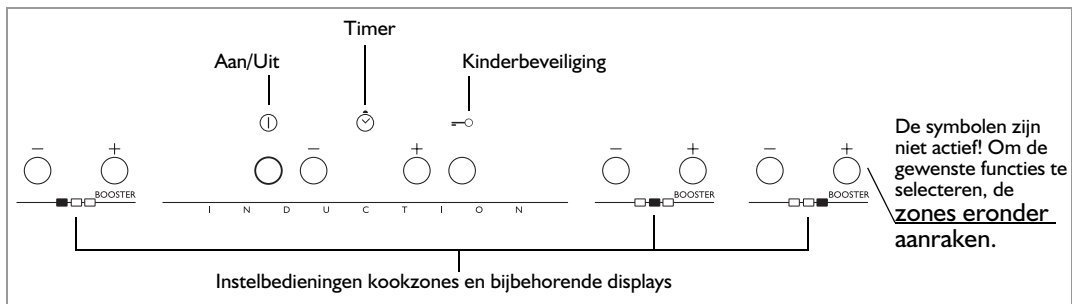 Timer
Aan/Uit
Kinderbeveiliging
De symbolen zijn
niet actief! Om de
gewenste functies te
selecteren, de
zones eronder
aanraken.
− + − + − + − +
BOOSTER BOOSTER BOOSTER
I N D U C T I O N
Instelbedieningen kookzones en bijbehorende displays